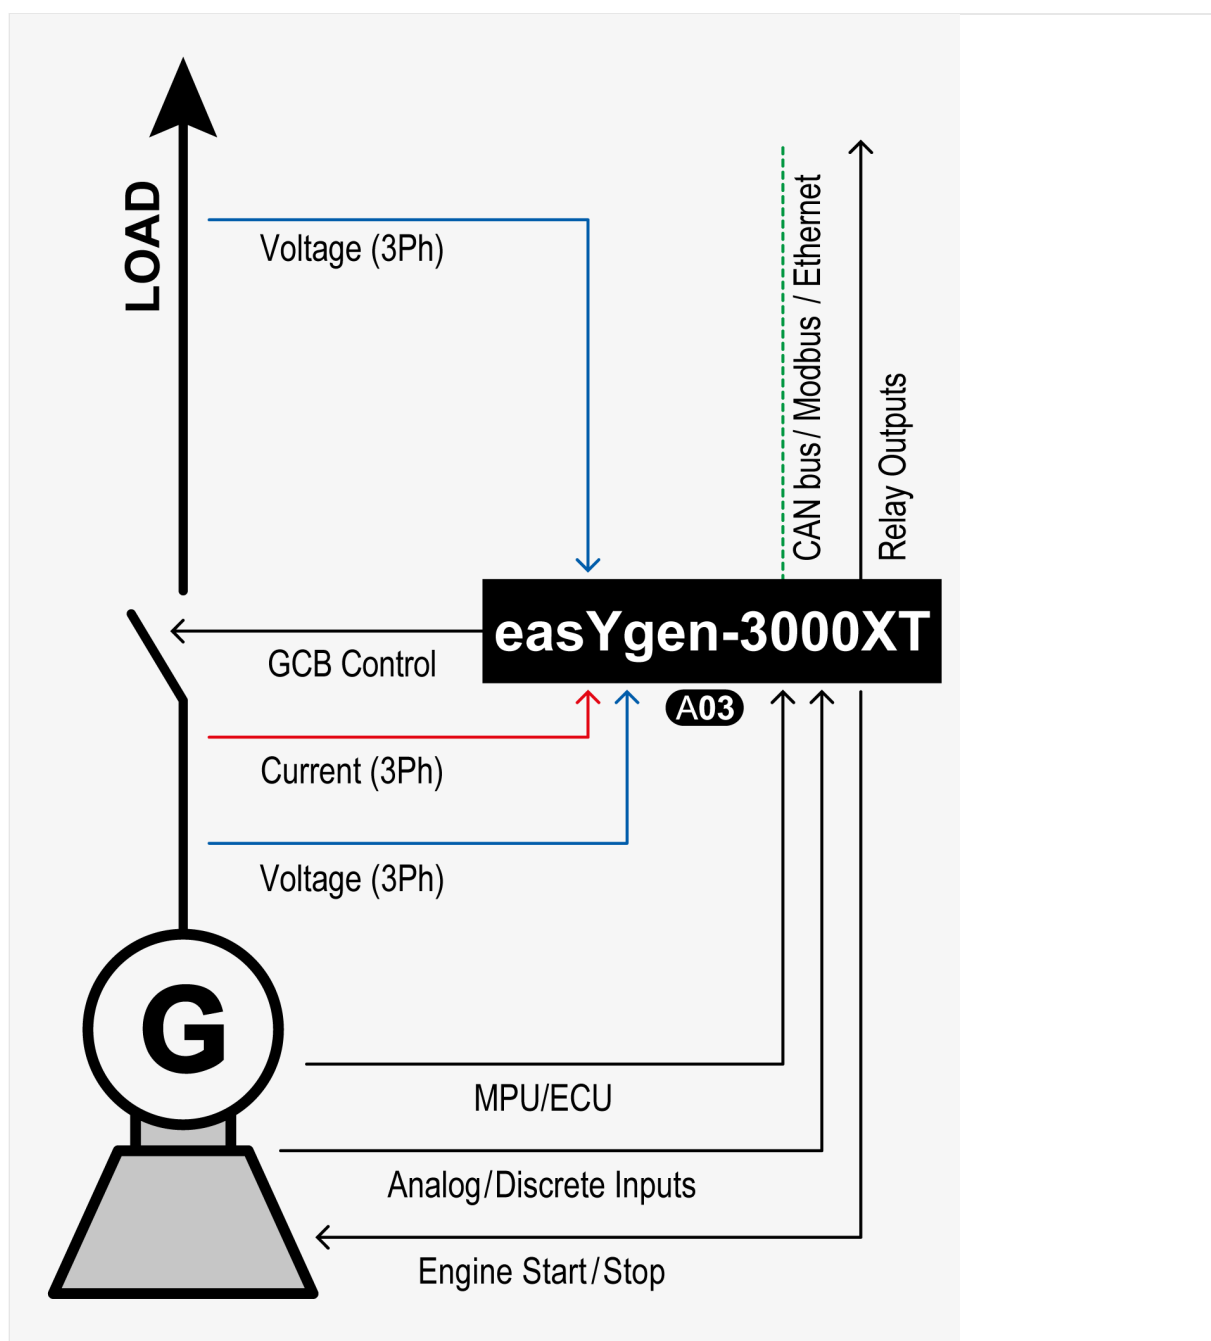 LOAD
Voltage (3Ph)
CAN bus/ Modbus / Ethernet
Relay Outputs
easYgen-3000XT
GCB Control
A03
Current (3Ph)
Voltage (3Ph)
G
MPU/ECU
Analog/Discrete Inputs
Engine Start/Stop